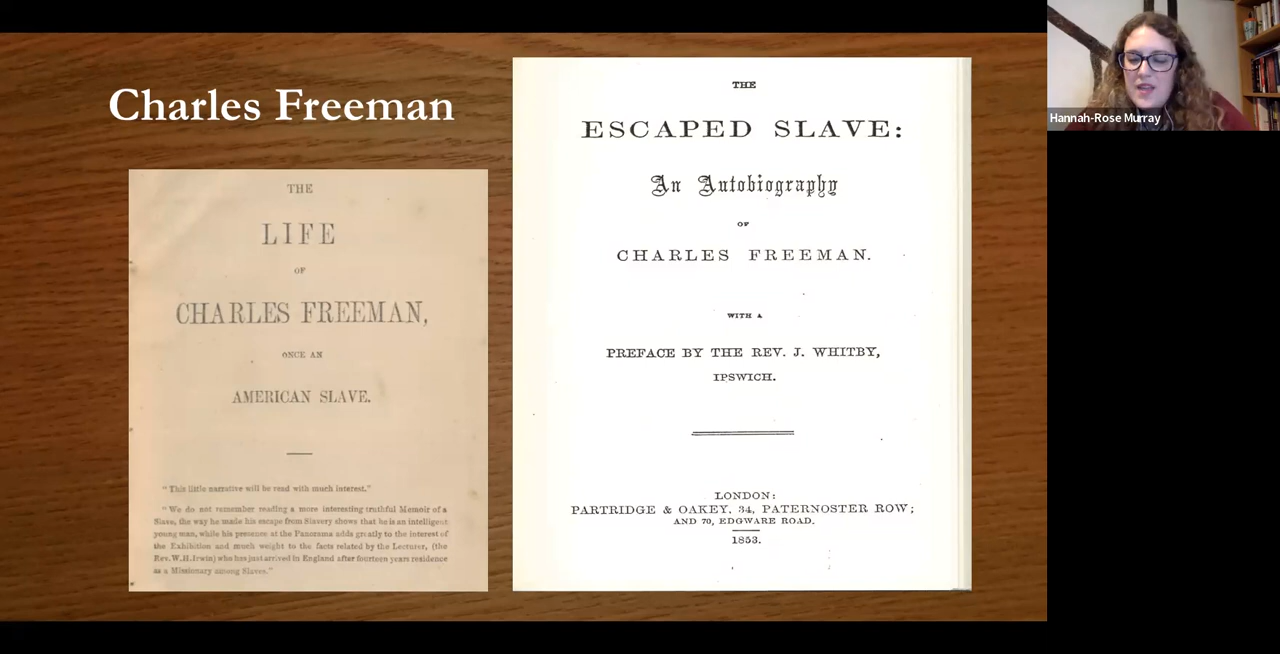 Charles Freeman
THE
LIFE
OF
CHARLES FREEMAN,
ONCE AN
AMERICAN SLAVE.
“This little narrative will be read with much interest.”
“We do not remember reading a more interesting truthful Memoir of a
Slave, the way he made his escape from Slavery shows that he is an intelligent
young man, while his presence at the Panorama adds greatly to the interest of
the Exhibition and much weight to the facts related by the Lecturer, (the
Rev. W.H. Irwin) who has just arrived in England after fourteen years residence
as a Missionary among Slaves.”
THE
ESCAPED SLAVE:
An Autobiography
OF
CHARLES FREEMAN.
WITH A
PREFACE BY THE REV. J. WHITBY,
IPSWICH.
LONDON:
PARTRIDGE & OAKEY, 34, PATERNOSTER ROW;
AND 70, EDGWARE ROAD.
1853.
Hannah-Rose Murray